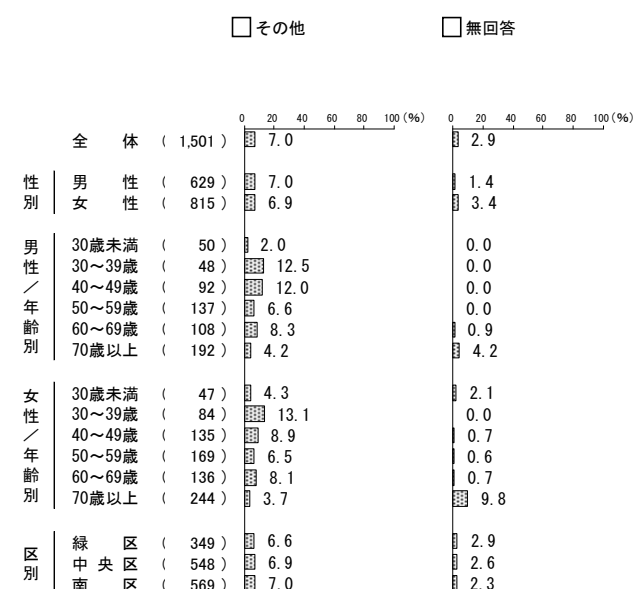 その他 無回答
0 20 40 60 80 100(%) 0 20 40 60 80 100(%)
全体 ( 1,501 ) 7.0 2.9
性別
男性 ( 629 ) 7.0 1.4
女性 ( 815 ) 6.9 3.4
男性／年齢別
30歳未満 ( 50 ) 2.0 0.0
30～39歳 ( 48 ) 12.5 0.0
40～49歳 ( 92 ) 12.0 0.0
50～59歳 ( 137 ) 6.6 0.0
60～69歳 ( 108 ) 8.3 0.9
70歳以上 ( 192 ) 4.2 4.2
女性／年齢別
30歳未満 ( 47 ) 4.3 2.1
30～39歳 ( 84 ) 13.1 0.0
40～49歳 ( 135 ) 8.9 0.7
50～59歳 ( 169 ) 6.5 0.6
60～69歳 ( 136 ) 8.1 0.7
70歳以上 ( 244 ) 3.7 9.8
区別
緑区 ( 349 ) 6.6 2.9
中央区 ( 548 ) 6.9 2.6
南区 ( 569 ) 7.0 2.3